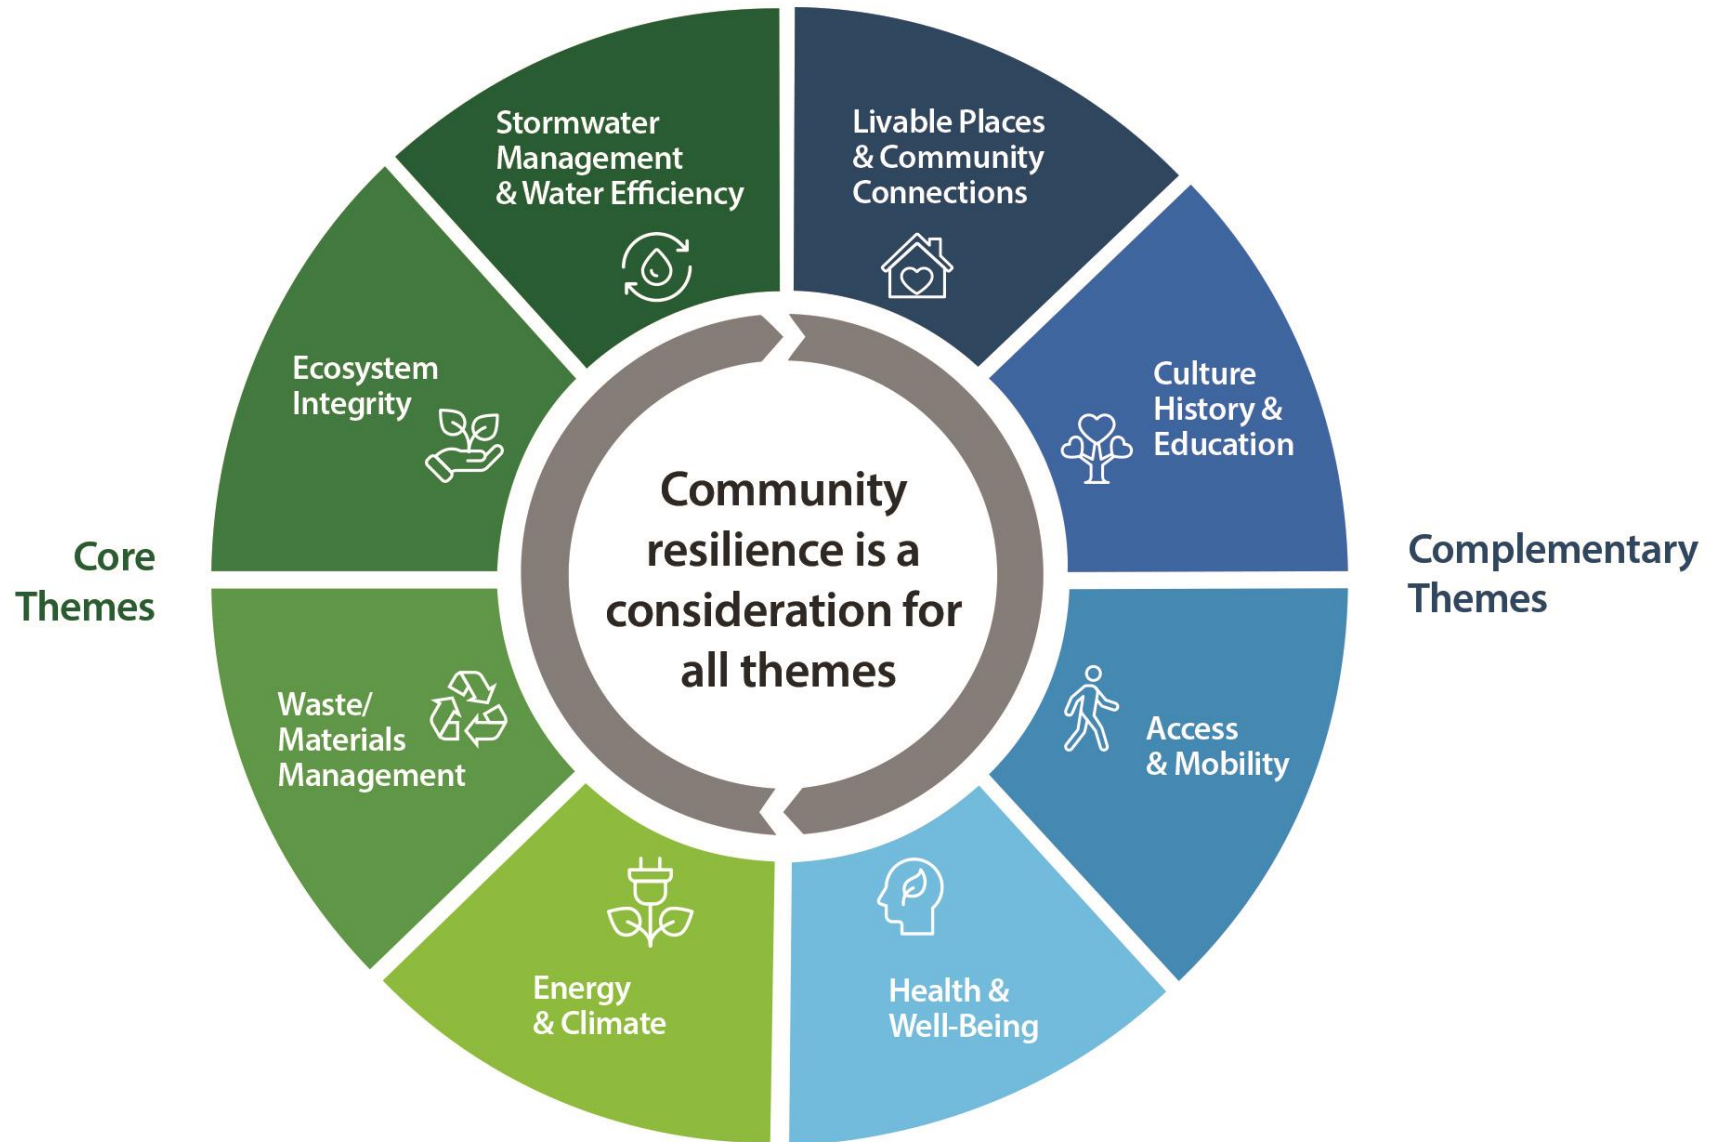 Stormwater
Management
& Water Efficiency
Livable Places
& Community
Connections
Ecosystem
Integrity
Culture
History &
Education
Core
Themes
Community
resilience is a
consideration for
all themes
Complementary
Themes
Waste/
Materials
Management
Access
& Mobility
Energy
& Climate
Health &
Well-Being